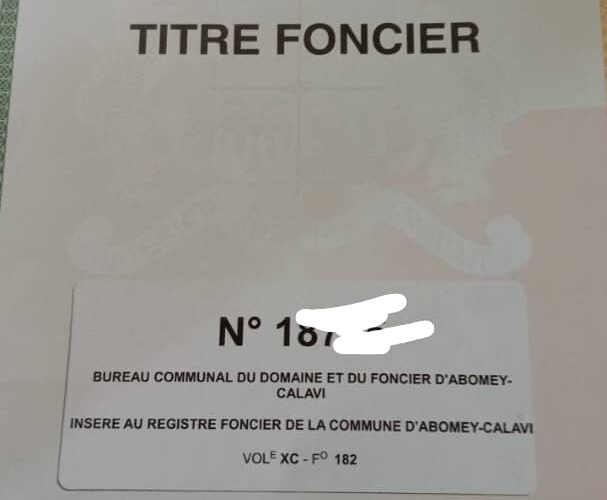 TITRE FONCIER
N° 187
BUREAU COMMUNAL DU DOMAINE ET DU FONCIER D'ABOMEY-
CALAVI
INSERE AU REGISTRE FONCIER DE LA COMMUNE D'ABOMEY-CALAVI
VOLᴱ XC - Fᴼ 182